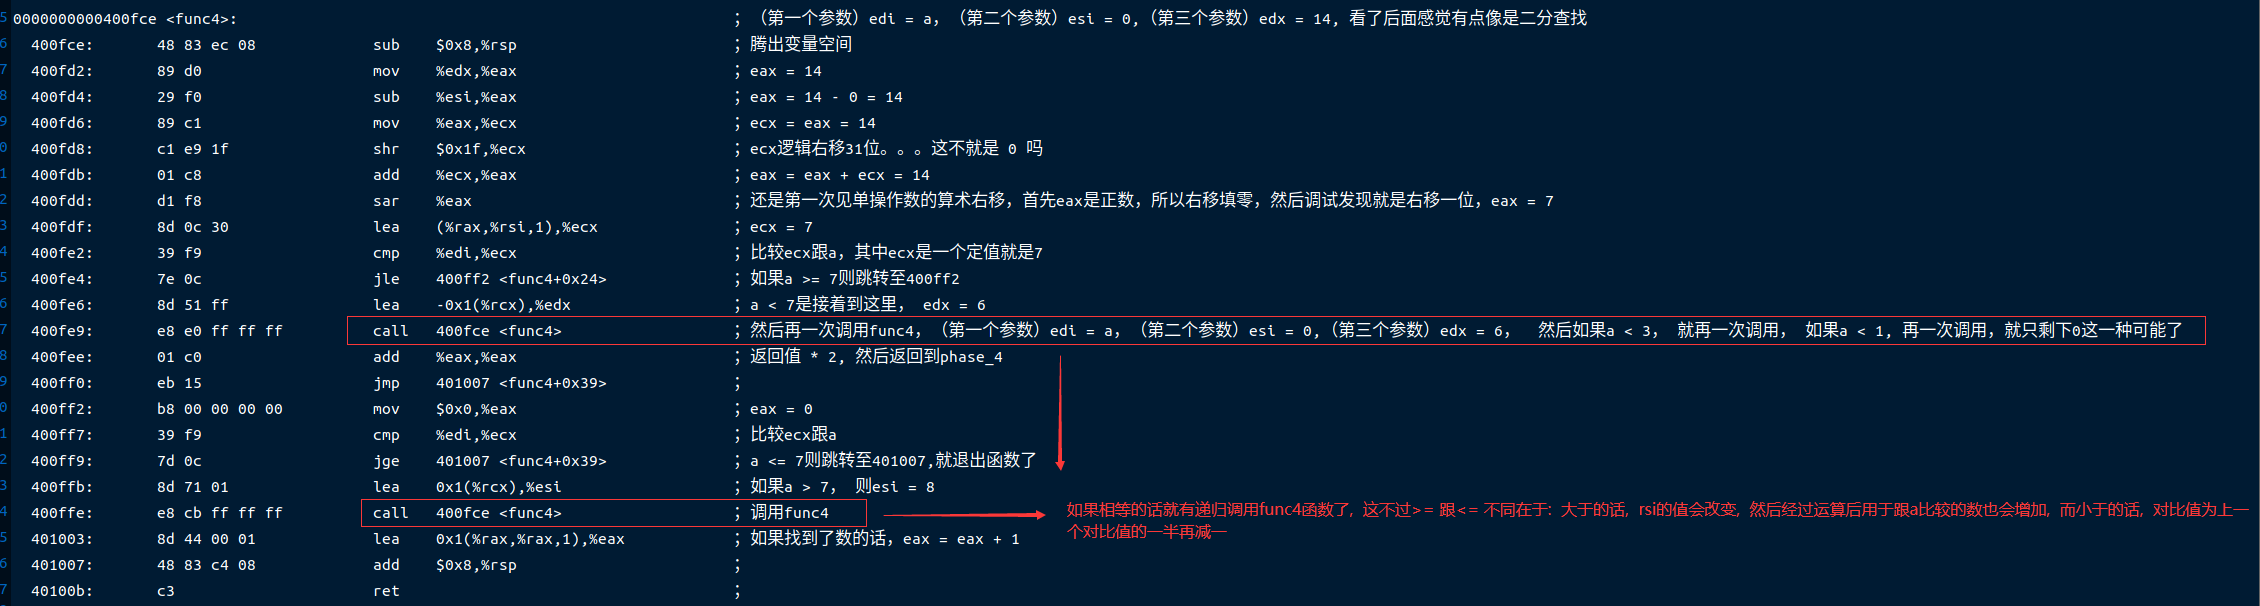 5 0000000000400fce <func4>: ; （第一个参数）edi = a，（第二个参数）esi = 0,（第三个参数）edx = 14, 看了后面感觉有点像是二分查找
6 400fce: 48 83 ec 08 sub $0x8,%rsp ; 腾出变量空间
7 400fd2: 89 d0 mov %edx,%eax ; eax = 14
8 400fd4: 29 f0 sub %esi,%eax ; eax = 14 - 0 = 14
9 400fd6: 89 c1 mov %eax,%ecx ; ecx = eax = 14
0 400fd8: c1 e9 1f shr $0x1f,%ecx ; ecx逻辑右移31位。。。这不就是 0 吗
1 400fdb: 01 c8 add %ecx,%eax ; eax = eax + ecx = 14
2 400fdd: d1 f8 sar %eax ; 还是第一次见单操作数的算术右移，首先eax是正数，所以右移填零，然后调试发现就是右移一位，eax = 7
3 400fdf: 8d 0c 30 lea (%rax,%rsi,1),%ecx ; ecx = 7
4 400fe2: 39 f9 cmp %edi,%ecx ; 比较ecx跟a，其中ecx是一个定值就是7
5 400fe4: 7e 0c jle 400ff2 <func4+0x24> ; 如果a >= 7则跳转至400ff2
6 400fe6: 8d 51 ff lea -0x1(%rcx),%edx ; a < 7是接着到这里， edx = 6
7 400fe9: e8 e0 ff ff ff call 400fce <func4> ; 然后再一次调用func4，（第一个参数）edi = a，（第二个参数）esi = 0,（第三个参数）edx = 6， 然后如果a < 3， 就再一次调用， 如果a < 1, 再一次调用，就只剩下0这一种可能了
8 400fee: 01 c0 add %eax,%eax ; 返回值 * 2, 然后返回到phase_4
9 400ff0: eb 15 jmp 401007 <func4+0x39> ;
0 400ff2: b8 00 00 00 00 mov $0x0,%eax ; eax = 0
1 400ff7: 39 f9 cmp %edi,%ecx ; 比较ecx跟a
2 400ff9: 7d 0c jge 401007 <func4+0x39> ; a <= 7则跳转至401007,就退出函数了
3 400ffb: 8d 71 01 lea 0x1(%rcx),%esi ; 如果a > 7， 则esi = 8
4 400ffe: e8 cb ff ff ff call 400fce <func4> ; 调用func4
如果相等的话就有递归调用func4函数了, 这不过>= 跟<= 不同在于：大于的话, rsi的值会改变, 然后经过运算后用于跟a比较的数也会增加, 而小于的话, 对比值为上一
个对比值的一半再减一
5 401003: 8d 44 00 01 lea 0x1(%rax,%rax,1),%eax ; 如果找到了数的话，eax = eax + 1
6 401007: 48 83 c4 08 add $0x8,%rsp ;
7 40100b: c3 ret ;